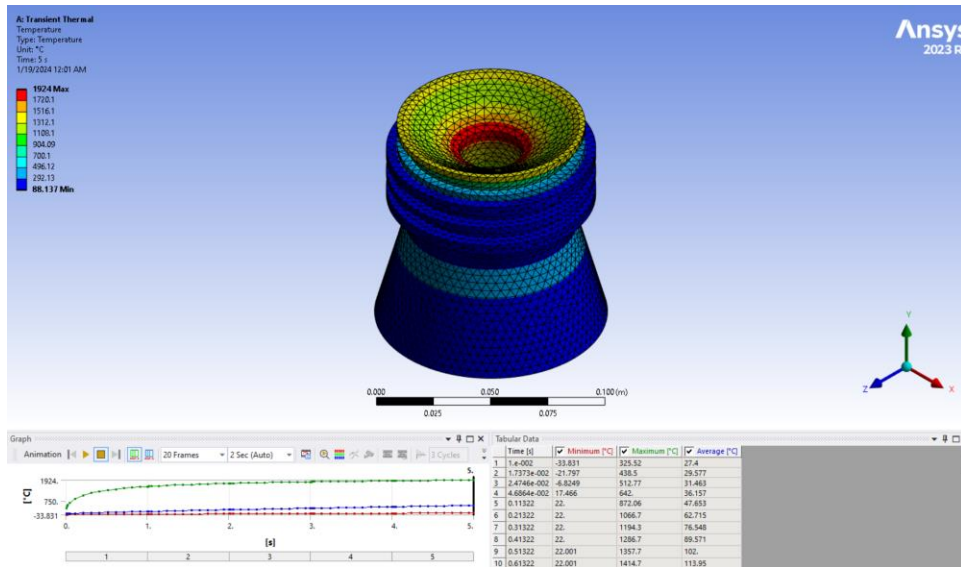 A: Transient Thermal
Temperature
Type: Temperature
Unit: °C
Time: 5 s
1/19/2024 12:01 AM
1924 Max
1720.1
1516.1
1312.1
1108.1
904.09
700.1
496.12
292.13
88.137 Min
Ansys
2023 R
Y
Z
X
0.000
0.050
0.100 (m)
0.025
0.075
Graph
Animation
20 Frames
2 Sec (Auto)
3 Cycles
1924.
750.
-33.831
[°C]
5.
0.
1.
2.
3.
4.
5.
[s]
1
2
3
4
5
Tabular Data
Time [s] Minimum [°C] Maximum [°C] Average [°C]
1 1.e-002 -33.831 325.52 27.4
2 1.7373e-002 -21.797 438.5 29.577
3 2.4746e-002 -6.8249 512.77 31.463
4 4.6864e-002 17.466 642. 36.157
5 0.11322 22. 872.06 47.653
6 0.21322 22. 1066.7 62.715
7 0.31322 22. 1194.3 76.548
8 0.41322 22. 1286.7 89.571
9 0.51322 22.001 1357.7 102.
10 0.61322 22.001 1414.7 113.95